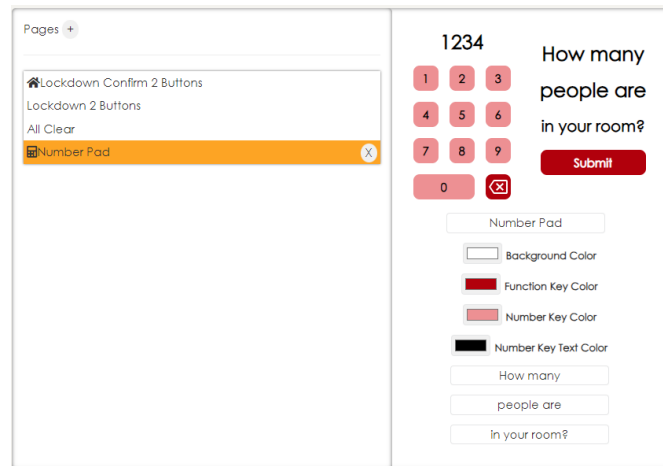 Pages +
Lockdown Confirm 2 Buttons
Lockdown 2 Buttons
All Clear
Number Pad X
1234
1 2 3
4 5 6
7 8 9
0
How many
people are
in your room?
Submit
Number Pad
Background Color
Function Key Color
Number Key Color
Number Key Text Color
How many
people are
in your room?